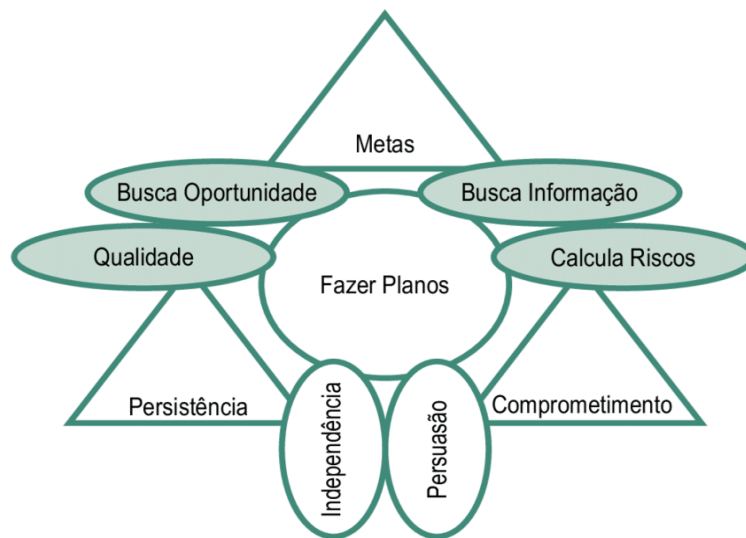 Metas
Busca Oportunidade
Busca Informação
Qualidade
Calcula Riscos
Fazer Planos
Persistência
Independência
Persuasão
Comprometimento